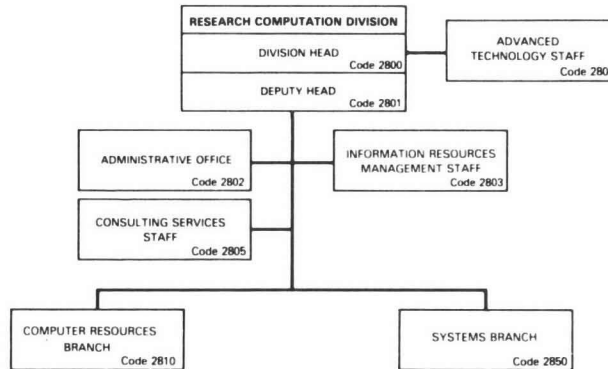 RESEARCH COMPUTATION DIVISION
DIVISION HEAD
Code 2800
DEPUTY HEAD
Code 2801
ADVANCED
TECHNOLOGY STAFF
Code 280
ADMINISTRATIVE OFFICE
Code 2802
INFORMATION RESOURCES
MANAGEMENT STAFF
Code 2803
CONSULTING SERVICES
STAFF
Code 2805
COMPUTER RESOURCES
BRANCH
Code 2810
SYSTEMS BRANCH
Code 2850